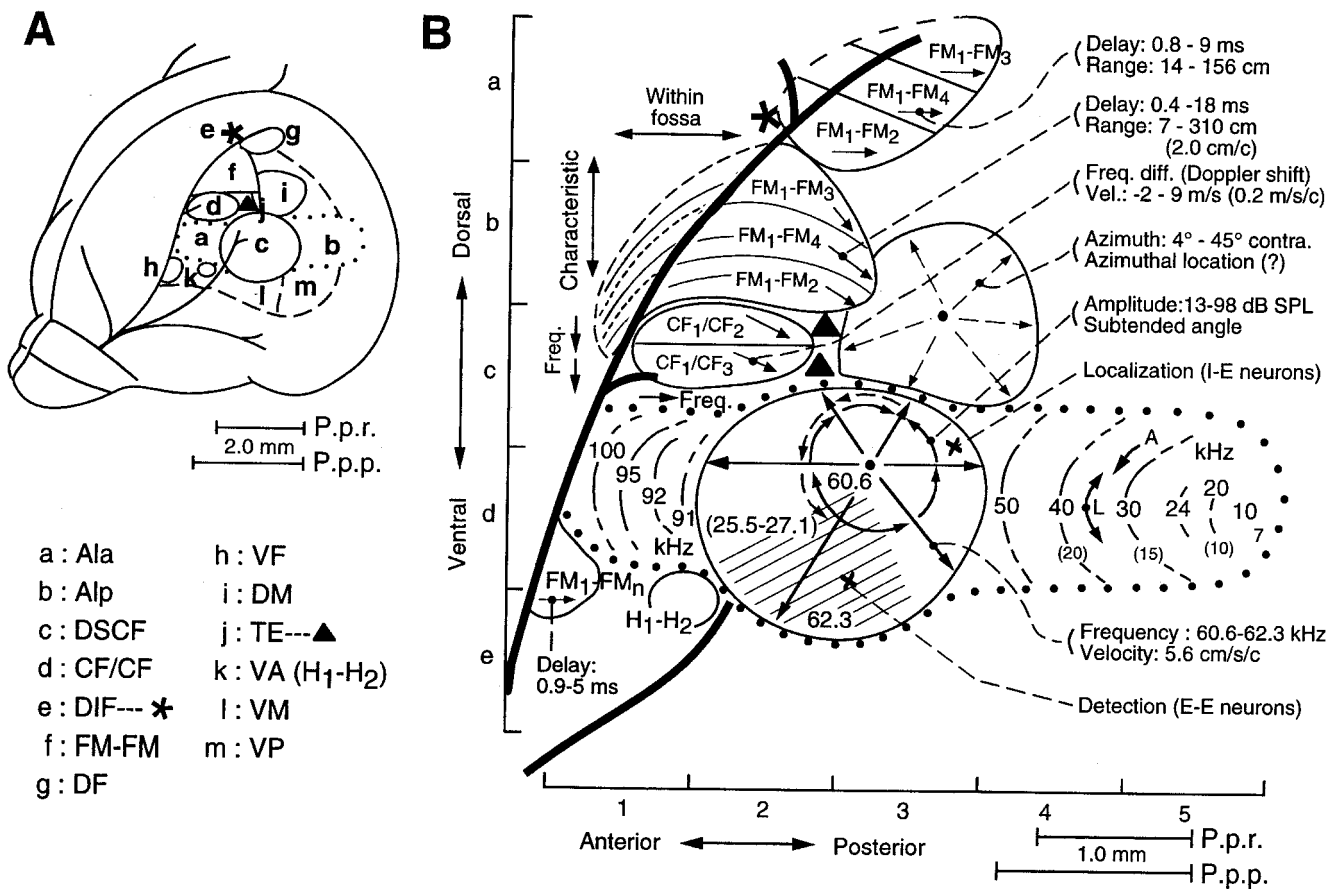 A
e
g
f
i
d
j
a
c
b
h
k
l
m
P.p.r.
2.0 mm
P.p.p.
a : Ala
b : Alp
c : DSCF
d : CF/CF
e : DIF---
f : FM-FM
g : DF
h : VF
i : DM
j : TE---▲
k : VA (H₁-H₂)
l : VM
m : VP
B
a
b
c
d
e
Dorsal
Ventral
Within
fossa
Characteristic
Freq.
FM₁-FM₃
FM₁-FM₄
FM₁-FM₂
FM₁-FM₃
FM₁-FM₄
FM₁-FM₂
CF₁/CF₂
CF₁/CF₃
Freq.
100
95
92
91
kHz
60.6
(25.5-27.1)
62.3
50
40
L
30
24
20
10
7
A
kHz
(20)
(15)
(10)
FM₁-FMₙ
H₁-H₂
Delay:
0.9-5 ms
Delay: 0.8 - 9 ms
Range: 14 - 156 cm
Delay: 0.4 -18 ms
Range: 7 - 310 cm
(2.0 cm/c)
Freq. diff. (Doppler shift)
Vel.: -2 - 9 m/s (0.2 m/s/c)
Azimuth: 4° - 45° contra.
Azimuthal location (?)
Amplitude:13-98 dB SPL
Subtended angle
Localization (I-E neurons)
Frequency : 60.6-62.3 kHz
Velocity: 5.6 cm/s/c
Detection (E-E neurons)
1
2
3
4
5
Anterior
Posterior
P.p.r.
1.0 mm
P.p.p.